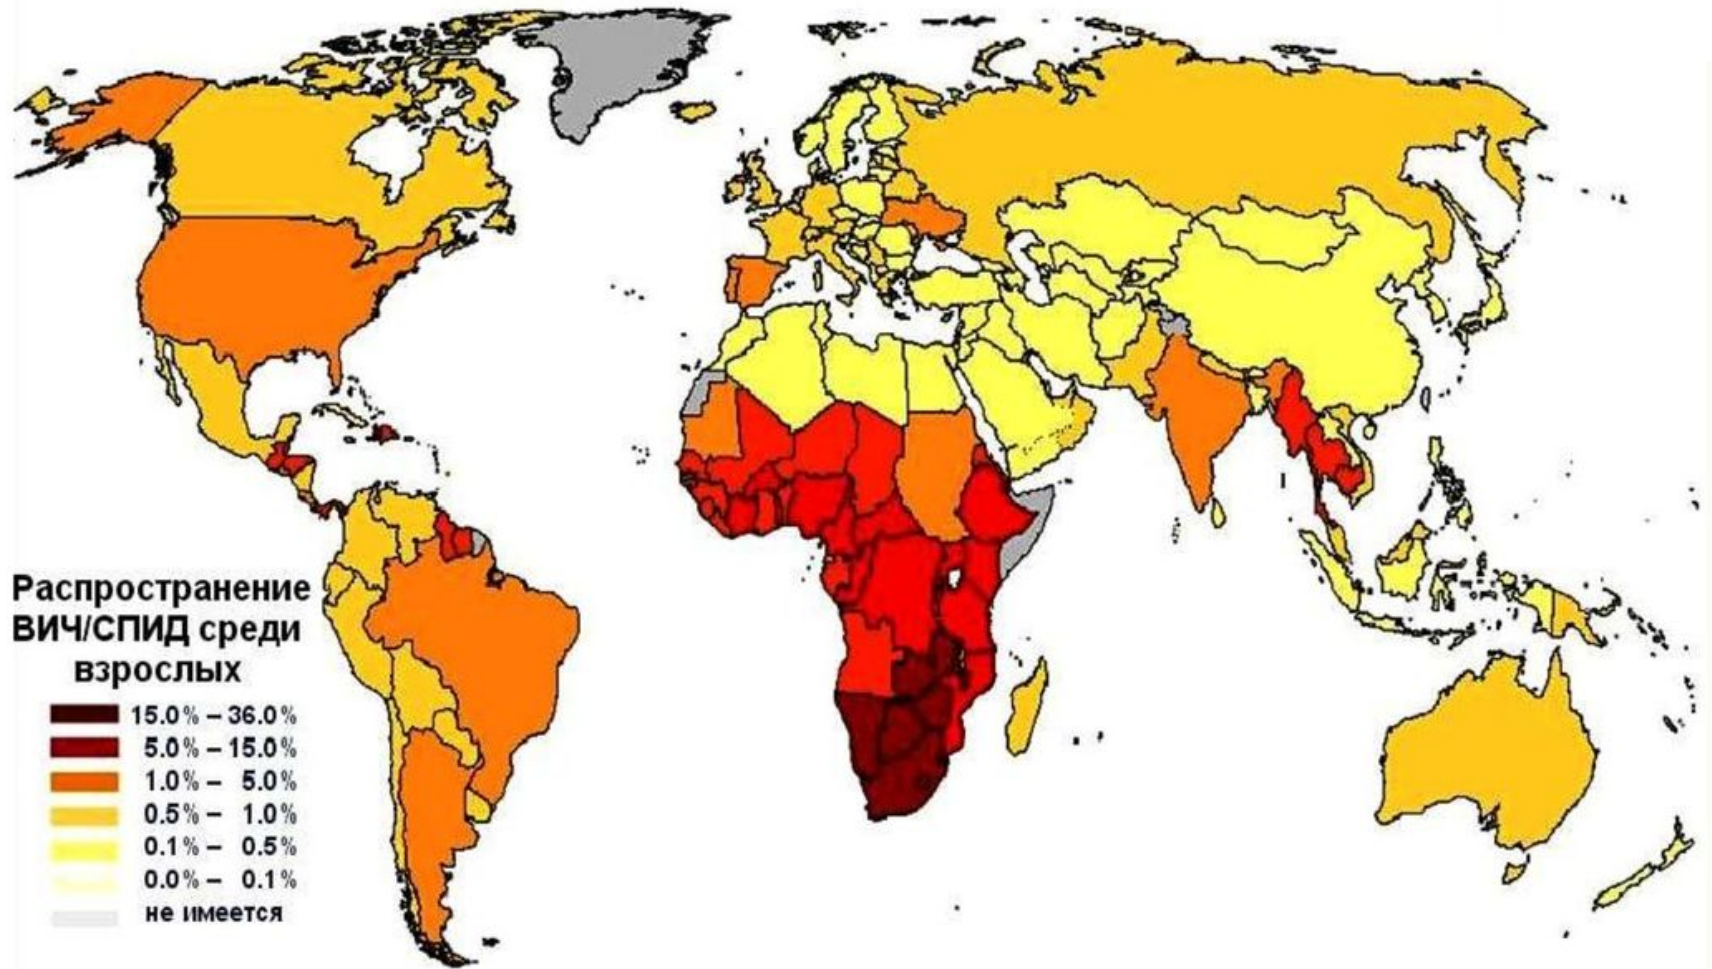 Распространение
ВИЧ/СПИД среди
взрослых
15.0% – 36.0%
5.0% – 15.0%
1.0% – 5.0%
0.5% – 1.0%
0.1% – 0.5%
0.0% – 0.1%
не имеется